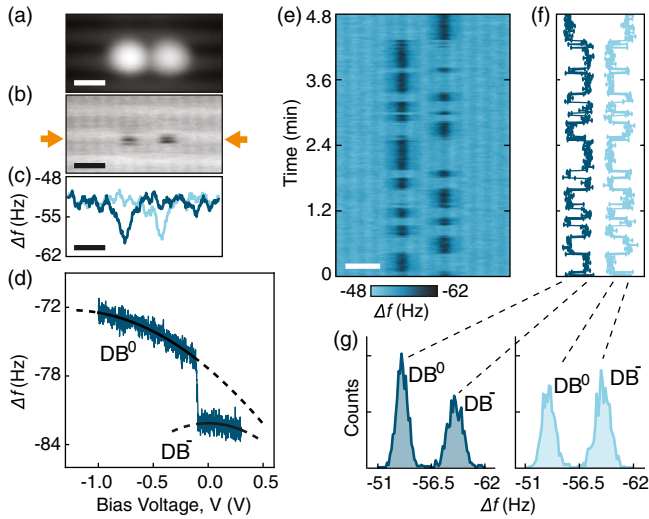 (a)
(b)
(c)
-48
-55
-62
Δf (Hz)
(d)
-72
-78
-84
Δf (Hz)
DB⁰
DB⁻
-1.0 -0.5 0.0 0.5
Bias Voltage, V (V)
(e)
4.8
3.6
2.4
1.2
0
Time (min)
-48 -62
Δf (Hz)
(f)
(g)
Counts
DB⁰
DB⁻
DB⁰
DB⁻
-51 -56.5 -62
-51 -56.5 -62
Δf (Hz)